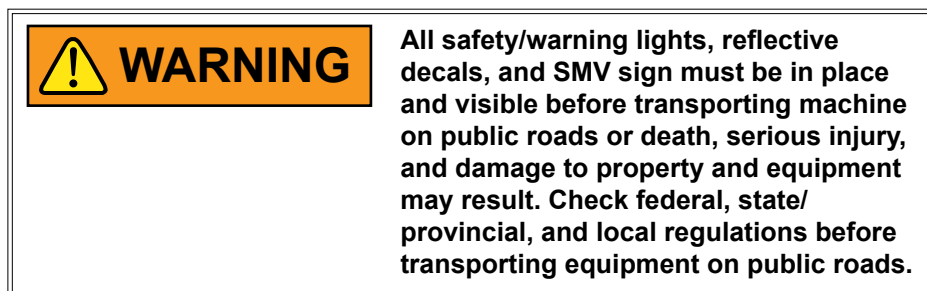 WARNING
All safety/warning lights, reflective
decals, and SMV sign must be in place
and visible before transporting machine
on public roads or death, serious injury,
and damage to property and equipment
may result. Check federal, state/
provincial, and local regulations before
transporting equipment on public roads.